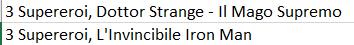 3 Supereroi, Dottor Strange - Il Mago Supremo
3 Supereroi, L'Invincibile Iron Man